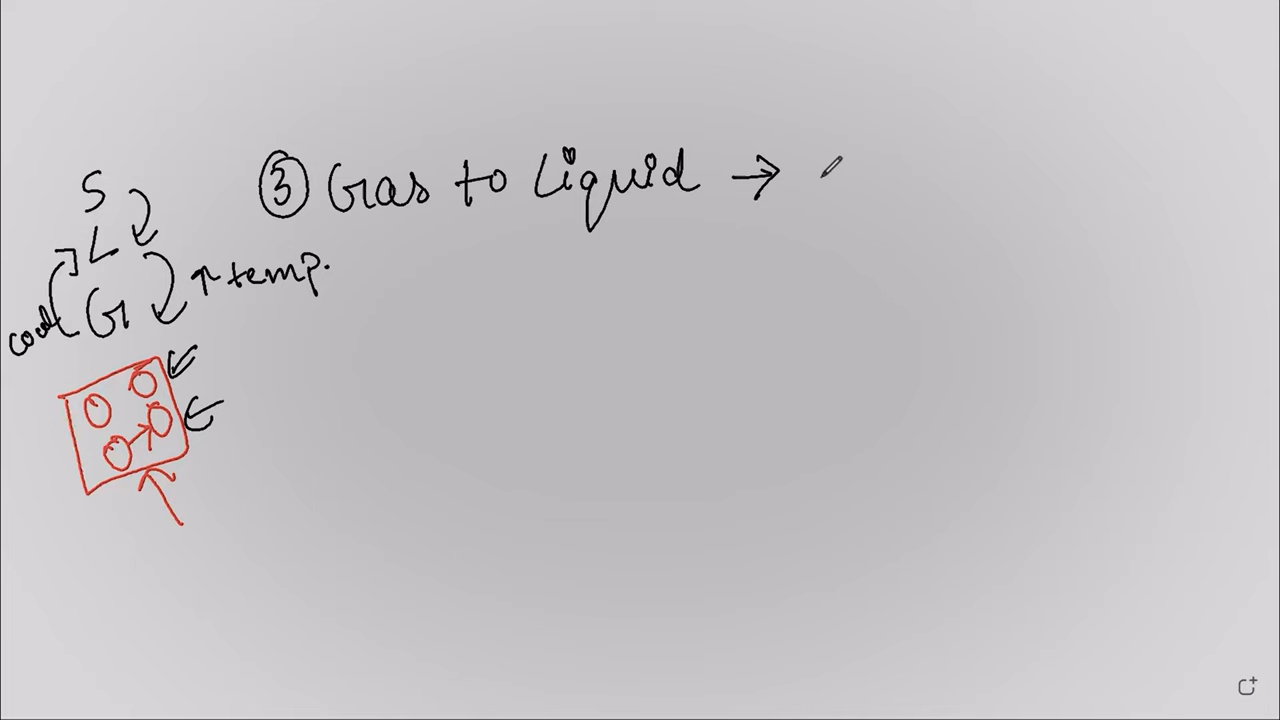 ③ Gas to Liquid →
S
L
↑ temp.
cool G